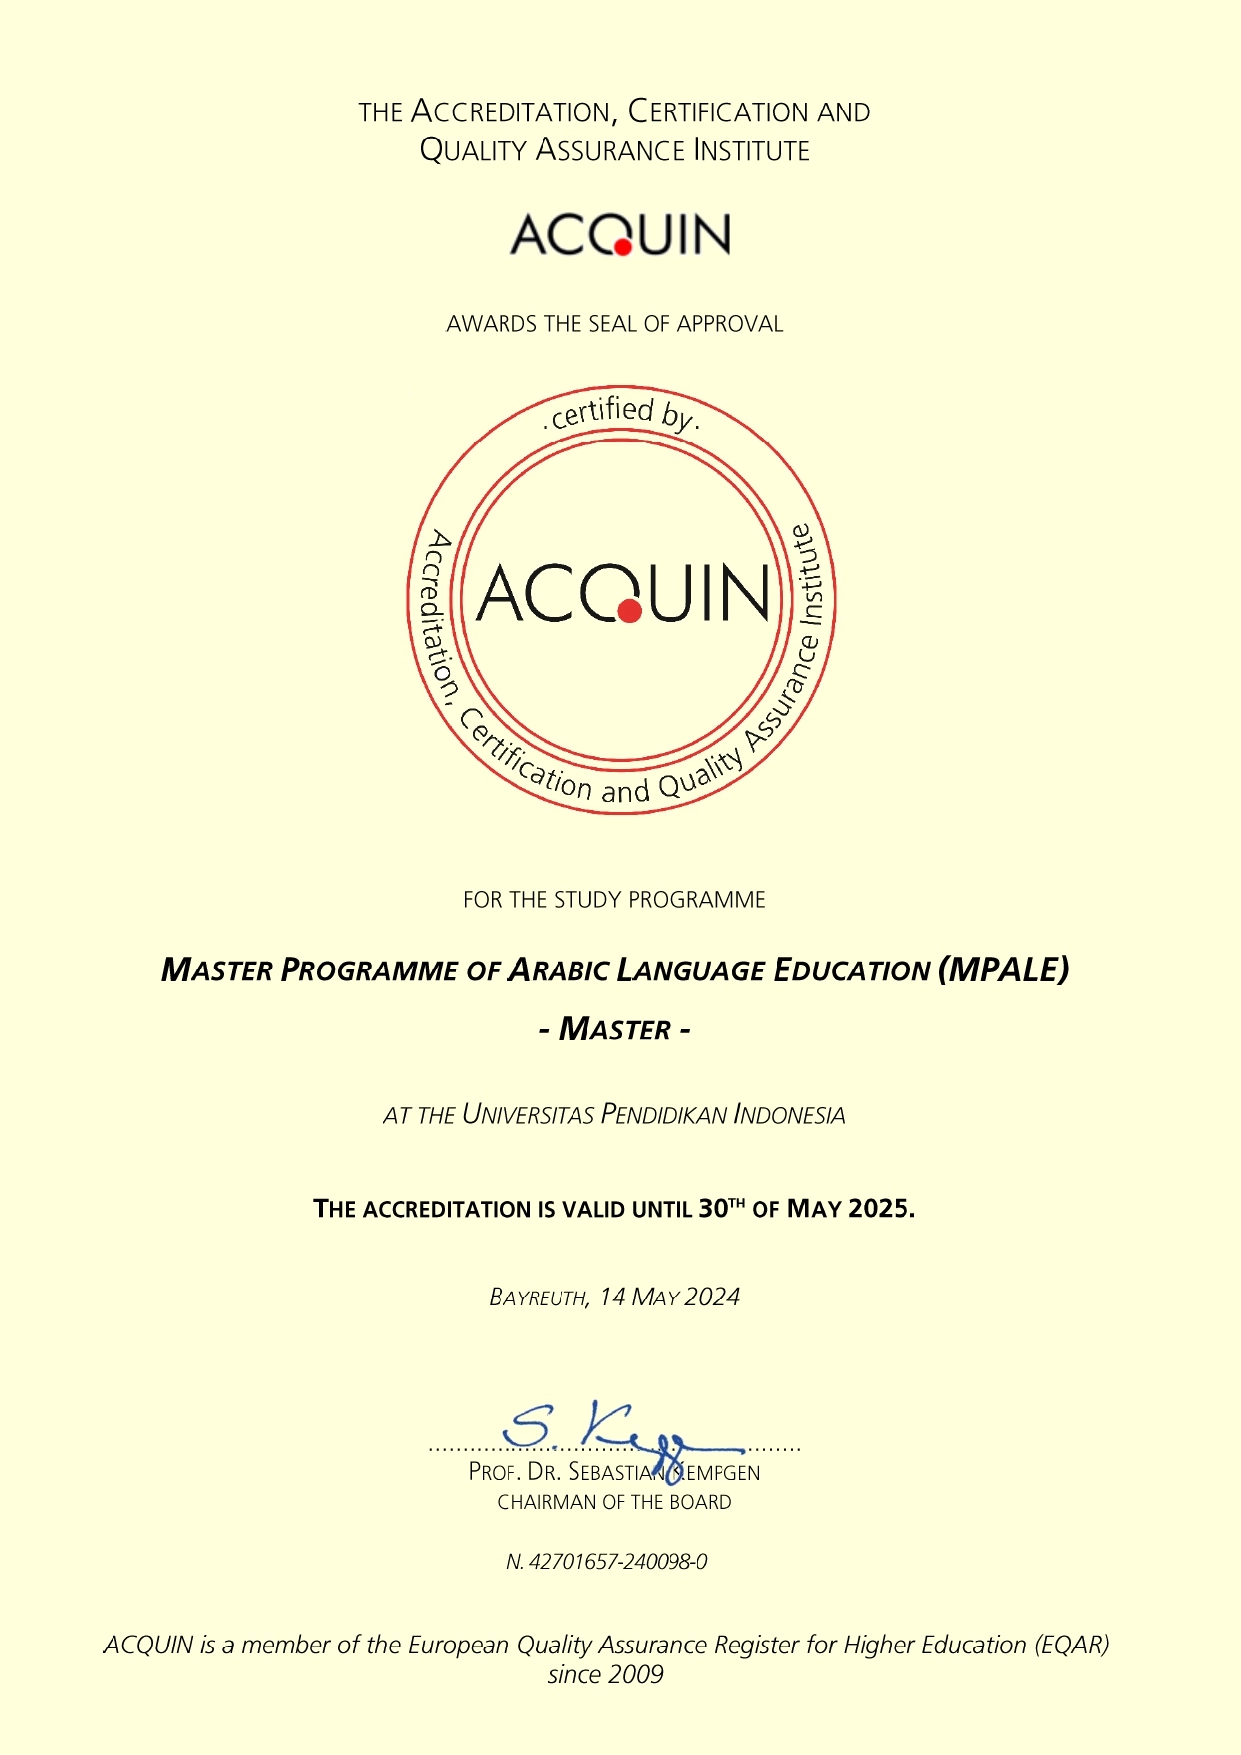 THE ACCREDITATION, CERTIFICATION AND
QUALITY ASSURANCE INSTITUTE
ACQUIN
AWARDS THE SEAL OF APPROVAL
· certified by ·
ACQUIN
Accreditation, Certification and Quality Assurance Institute
FOR THE STUDY PROGRAMME
MASTER PROGRAMME OF ARABIC LANGUAGE EDUCATION (MPALE)
- MASTER -
AT THE UNIVERSITAS PENDIDIKAN INDONESIA
THE ACCREDITATION IS VALID UNTIL 30TH OF MAY 2025.
BAYREUTH, 14 MAY 2024
S. Kempgen
PROF. DR. SEBASTIAN KEMPGEN
CHAIRMAN OF THE BOARD
N. 42701657-240098-0
ACQUIN is a member of the European Quality Assurance Register for Higher Education (EQAR)
since 2009